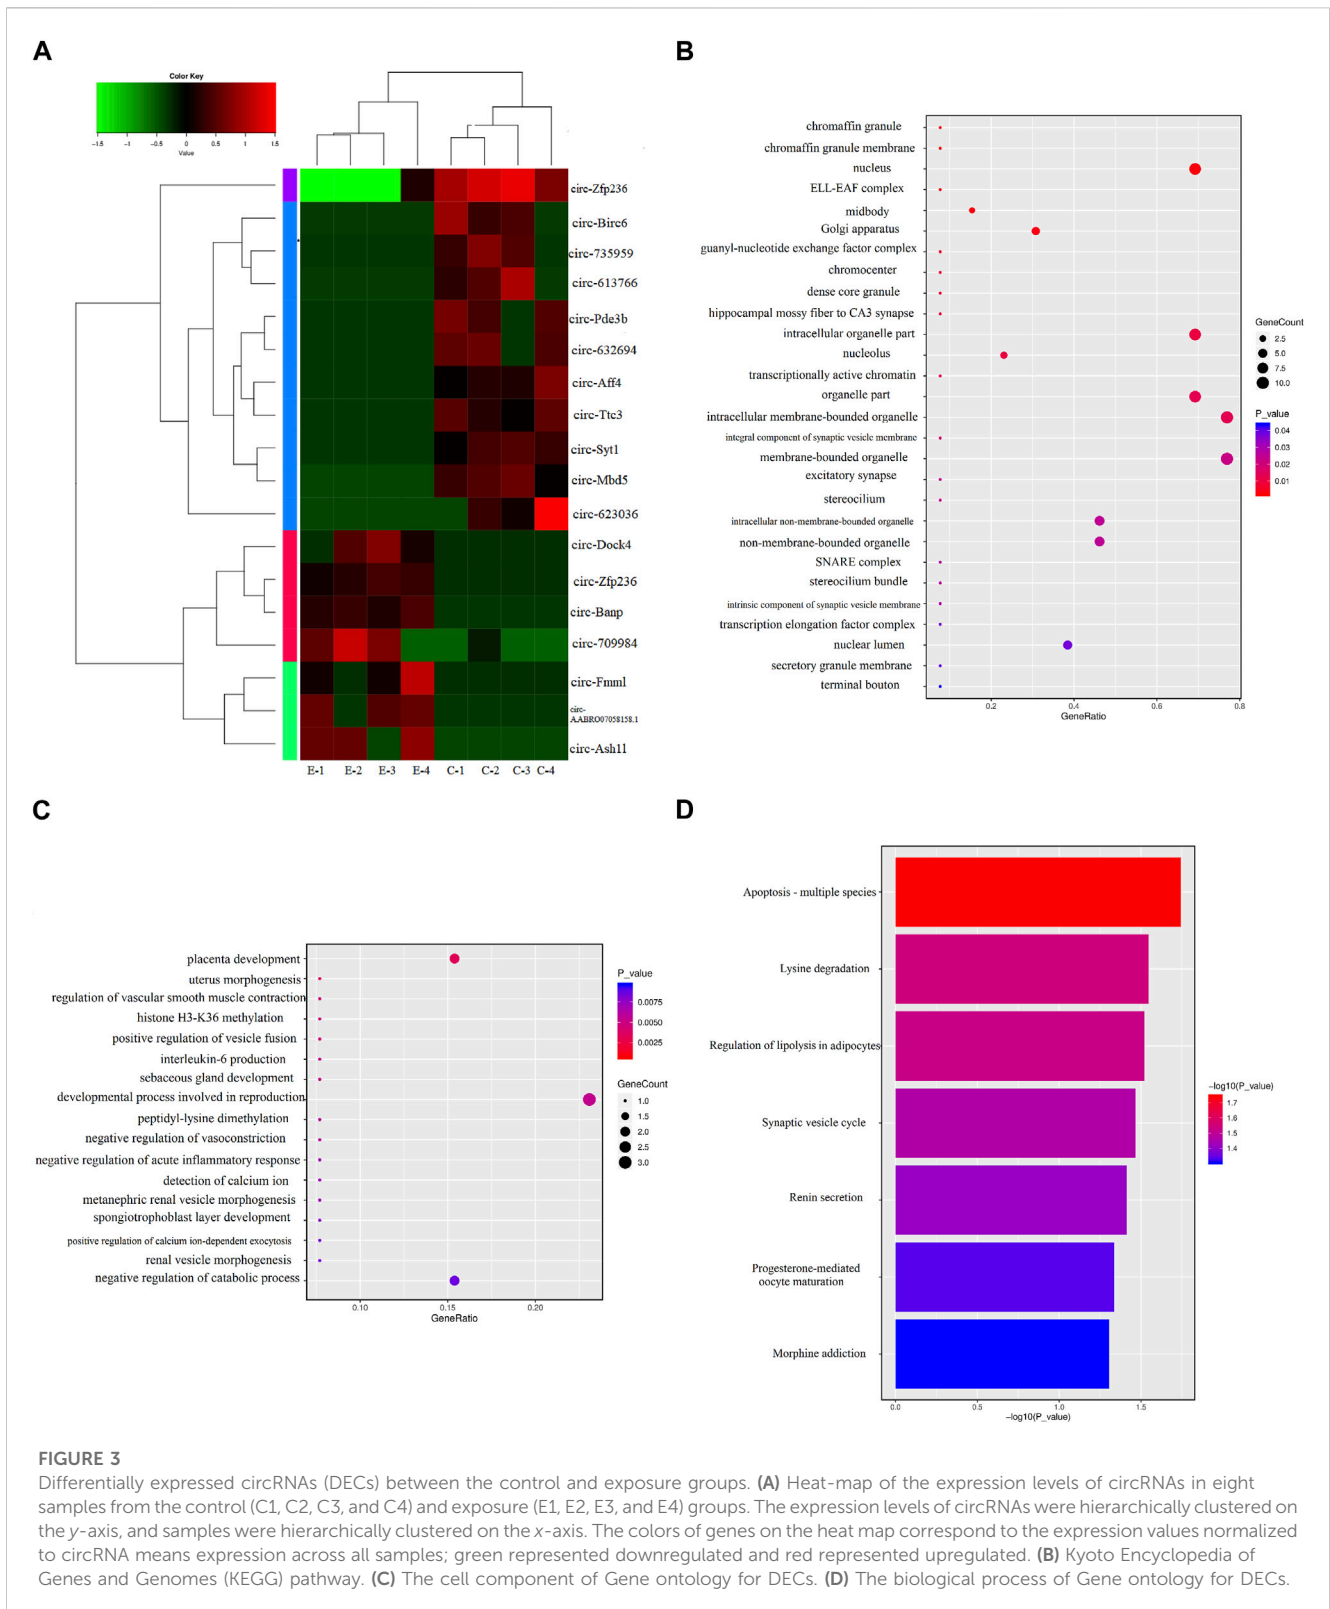 A
Color Key
-1.5 -1 -0.5 0 0.5 1 1.5
Value
circ-Zfp236
circ-Birc6
circ-735959
circ-613766
circ-Pde3b
circ-632694
circ-Aff4
circ-Ttc3
circ-Syt1
circ-Mbd5
circ-623036
circ-Dock4
circ-Zfp236
circ-Banp
circ-709984
circ-Fmnl
circ-
AABRO07058158.1
circ-Ash1l
E-1 E-2 E-3 E-4 C-1 C-2 C-3 C-4
B
chromaffin granule
chromaffin granule membrane
nucleus
ELL-EAF complex
midbody
Golgi apparatus
guanyl-nucleotide exchange factor complex
chromocenter
dense core granule
hippocampal mossy fiber to CA3 synapse
intracellular organelle part
nucleolus
transcriptionally active chromatin
organelle part
intracellular membrane-bounded organelle
integral component of synaptic vesicle membrane
membrane-bounded organelle
excitatory synapse
stereocilium
intracellular non-membrane-bounded organelle
non-membrane-bounded organelle
SNARE complex
stereocilium bundle
intrinsic component of synaptic vesicle membrane
transcription elongation factor complex
nuclear lumen
secretory granule membrane
terminal bouton
0.2 0.4 0.6 0.8
GeneRatio
GeneCount
2.5
5.0
7.5
10.0
P_value
0.04
0.03
0.02
0.01
C
placenta development
uterus morphogenesis
regulation of vascular smooth muscle contraction
histone H3-K36 methylation
positive regulation of vesicle fusion
interleukin-6 production
sebaceous gland development
developmental process involved in reproduction
peptidyl-lysine dimethylation
negative regulation of vasoconstriction
negative regulation of acute inflammatory response
detection of calcium ion
metanephric renal vesicle morphogenesis
spongiotrophoblast layer development
positive regulation of calcium ion-dependent exocytosis
renal vesicle morphogenesis
negative regulation of catabolic process
0.10 0.15 0.20
GeneRatio
P_value
0.0075
0.0050
0.0025
GeneCount
1.0
1.5
2.0
2.5
3.0
D
Apoptosis - multiple species
Lysine degradation
Regulation of lipolysis in adipocytes
Synaptic vesicle cycle
Renin secretion
Progesterone-mediated
oocyte maturation
Morphine addiction
0.0 0.5 1.0 1.5
−log10(P_value)
−log10(P_value)
1.7
1.6
1.5
1.4
FIGURE 3
Differentially expressed circRNAs (DECs) between the control and exposure groups. (A) Heat-map of the expression levels of circRNAs in eight
samples from the control (C1, C2, C3, and C4) and exposure (E1, E2, E3, and E4) groups. The expression levels of circRNAs were hierarchically clustered on
the y-axis, and samples were hierarchically clustered on the x-axis. The colors of genes on the heat map correspond to the expression values normalized
to circRNA means expression across all samples; green represented downregulated and red represented upregulated. (B) Kyoto Encyclopedia of
Genes and Genomes (KEGG) pathway. (C) The cell component of Gene ontology for DECs. (D) The biological process of Gene ontology for DECs.